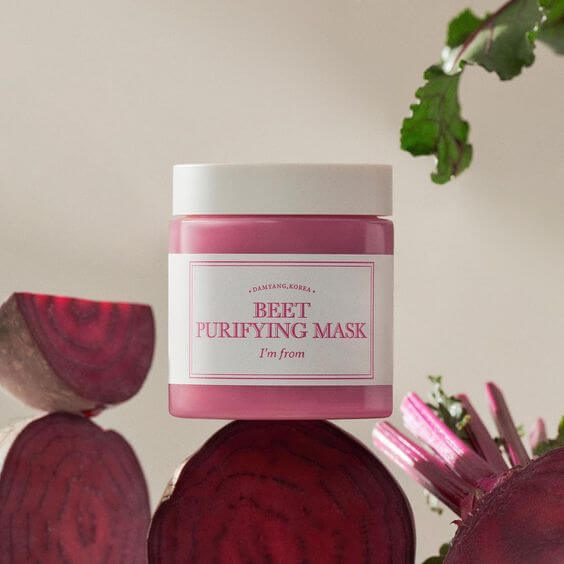 • DAMYANG,KOREA •
BEET
PURIFYING MASK
I'm from